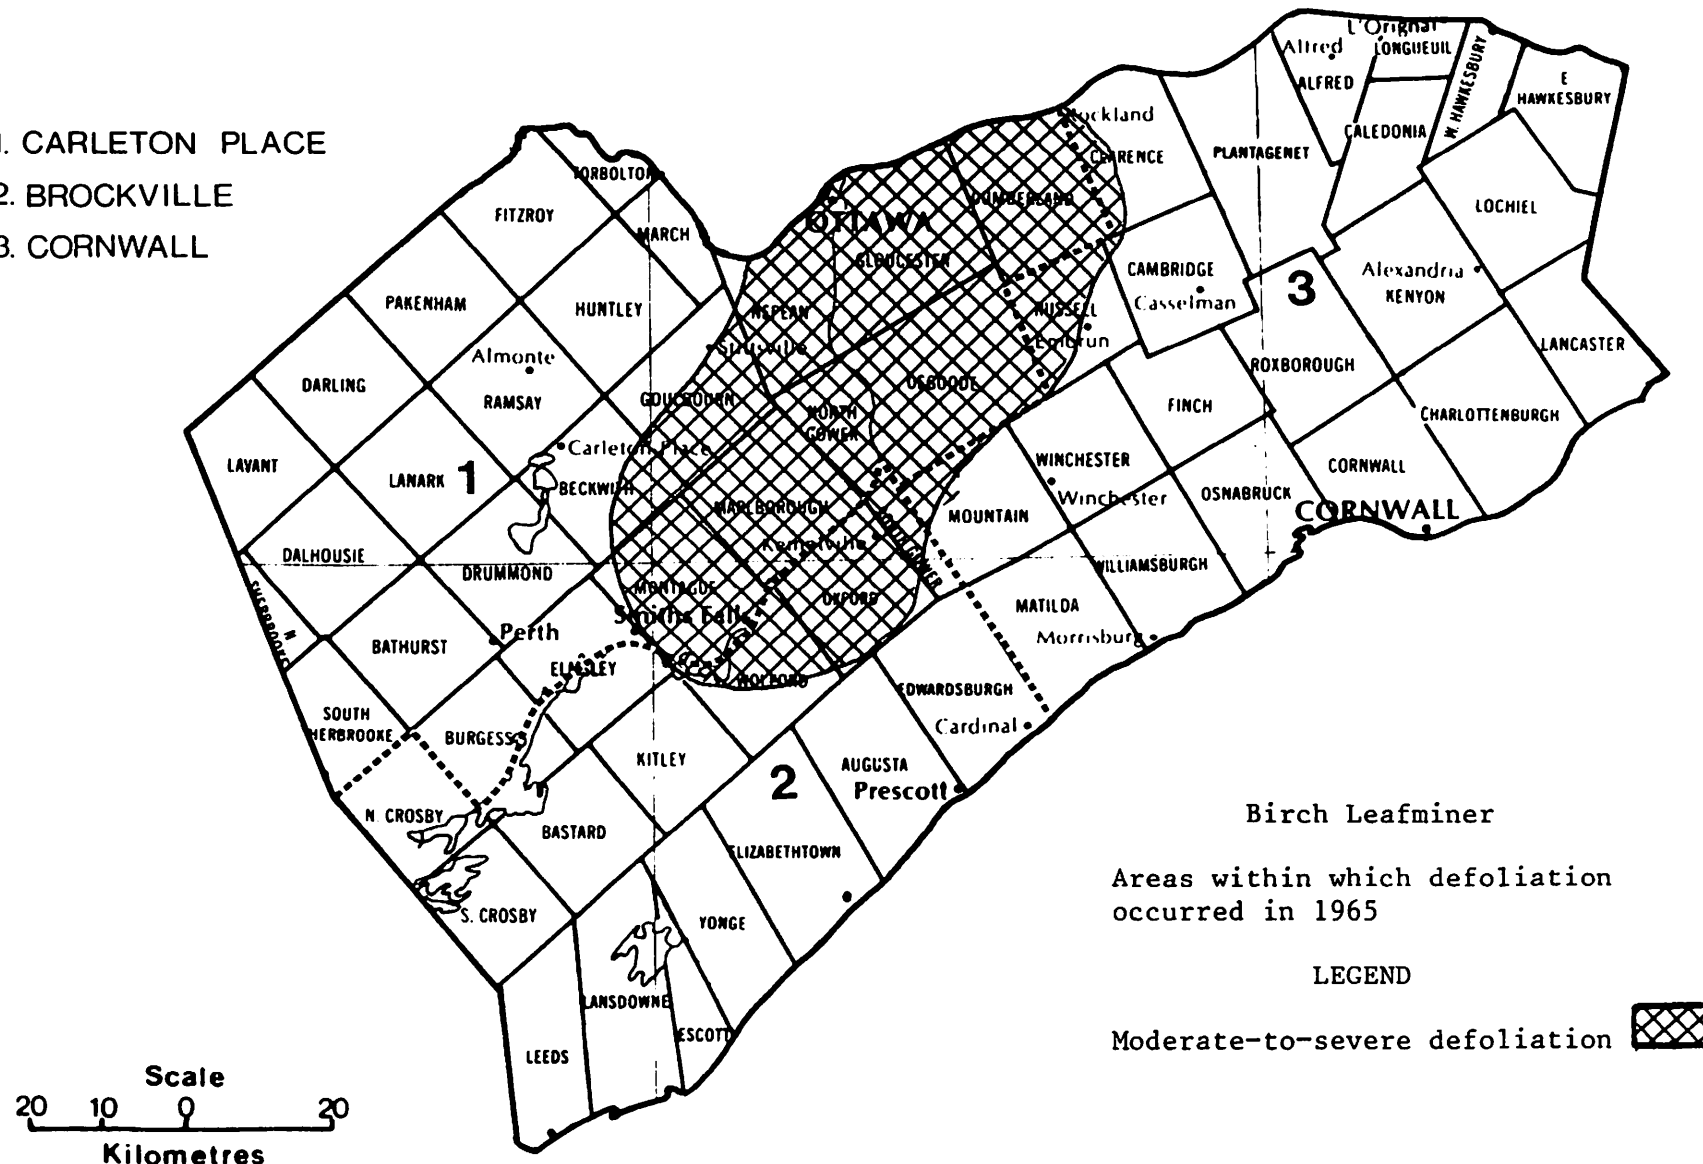 1. CARLETON PLACE
2. BROCKVILLE
3. CORNWALL
L'Orignal
Alfred
LONGUEUIL
ALFRED
W. HAWKESBURY
E
HAWKESBURY
CALEDONIA
Rockland
CLARENCE
PLANTAGENET
LOCHIEL
TORBOLTON
FITZROY
MARCH
CUMBERLAND
OTTAWA
GLOUCESTER
CAMBRIDGE
Casselman
3
Alexandria
KENYON
PAKENHAM
HUNTLEY
NEPEAN
RUSSELL
Embrun
Stittsville
LANCASTER
Almonte
DARLING
RAMSAY
GOULBOURN
OSGOODE
ROXBOROUGH
NORTH
GOWER
FINCH
CHARLOTTENBURGH
Carleton Place
LAVANT
LANARK
1
BECKWITH
WINCHESTER
Winchester
CORNWALL
OSNABRUCK
CORNWALL
MARLBOROUGH
MOUNTAIN
SOUTH GOWER
Kemptville
DALHOUSIE
DRUMMOND
WILLIAMSBURGH
MONTAGUE
OXFORD
MATILDA
Smiths Falls
Morrisburg
N
SHERBROOKE
Perth
BATHURST
ELMSLEY
WOLFORD
EDWARDSBURGH
Cardinal
SOUTH
HERBROOKE
BURGESS
KITLEY
2
AUGUSTA
Prescott
N. CROSBY
BASTARD
ELIZABETHTOWN
S. CROSBY
YONGE
LANSDOWNE
ESCOTT
LEEDS
Birch Leafminer
Areas within which defoliation
occurred in 1965
LEGEND
Moderate-to-severe defoliation
Scale
20 10 0 20
Kilometres